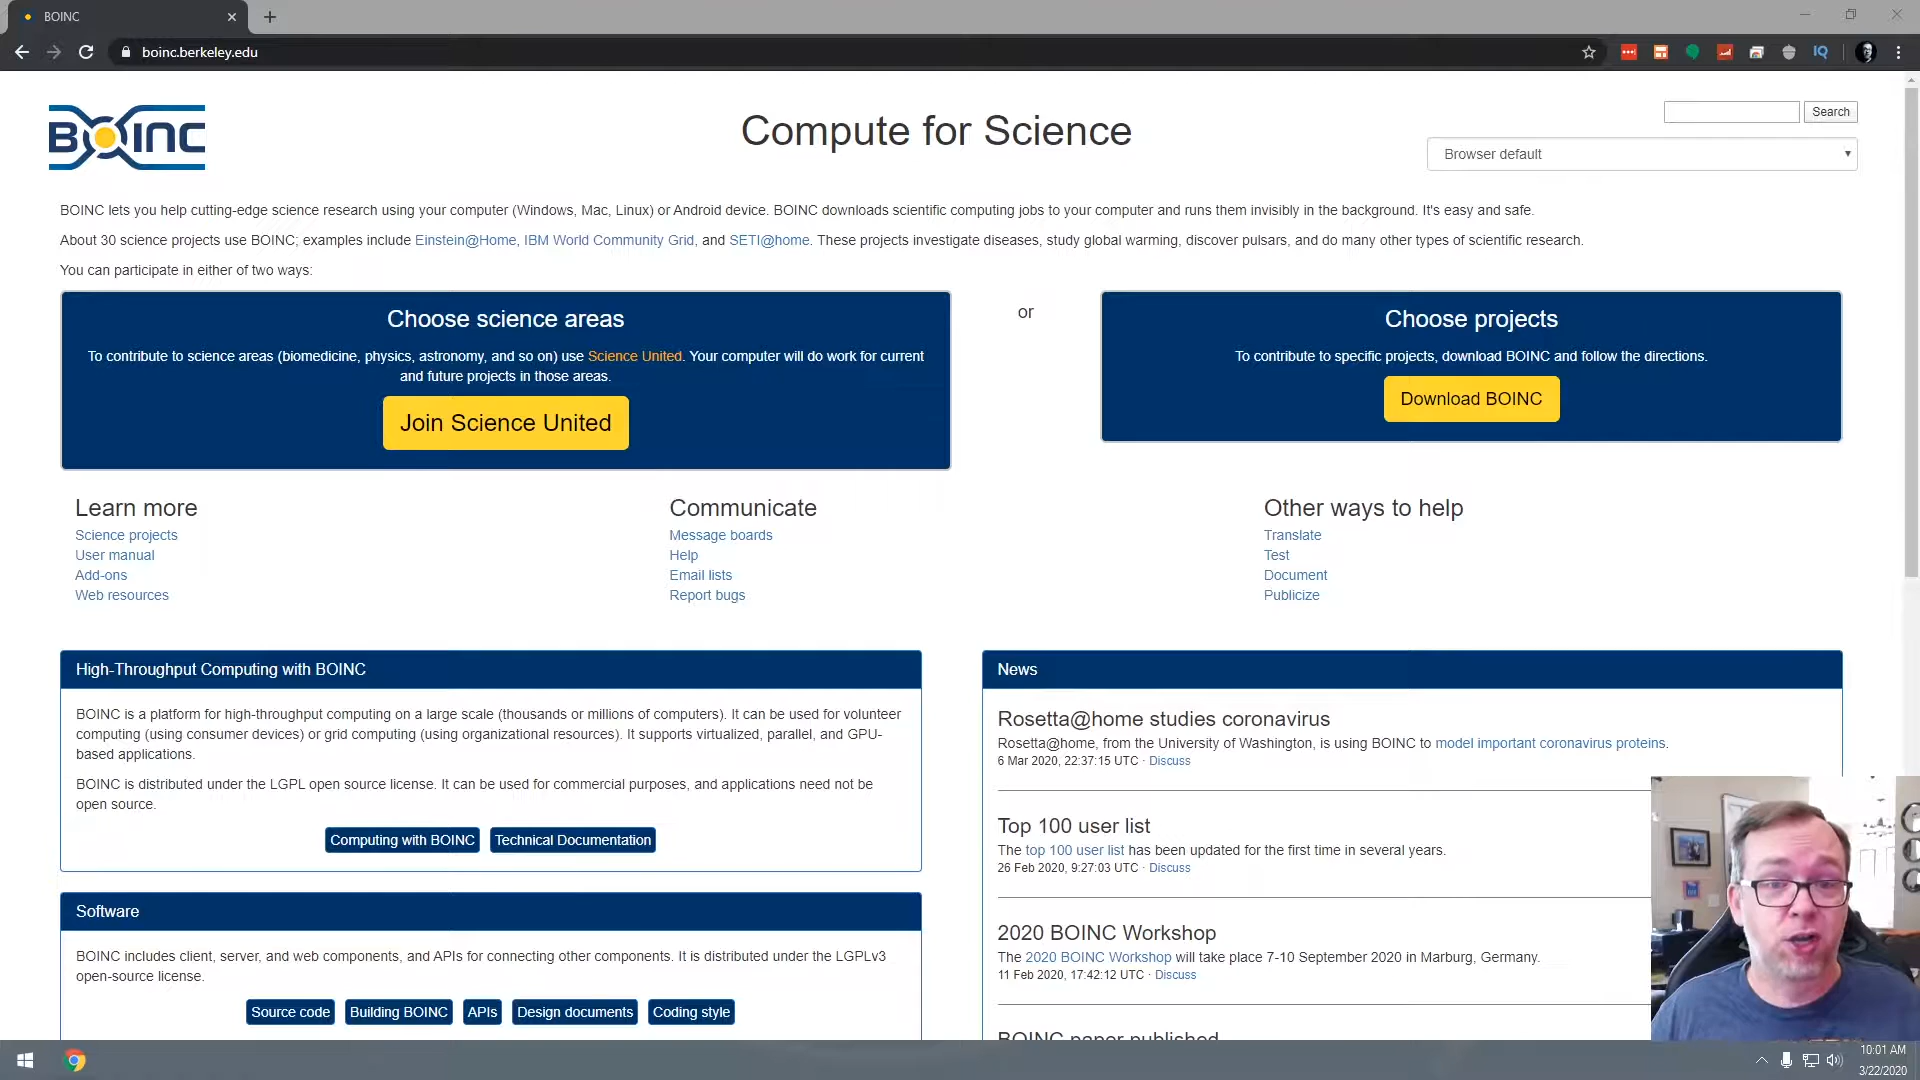 BOINC
boinc.berkeley.edu
BOINC
Compute for Science
Search
Browser default
BOINC lets you help cutting-edge science research using your computer (Windows, Mac, Linux) or Android device. BOINC downloads scientific computing jobs to your computer and runs them invisibly in the background. It's easy and safe.
About 30 science projects use BOINC; examples include Einstein@Home, IBM World Community Grid, and SETI@home. These projects investigate diseases, study global warming, discover pulsars, and do many other types of scientific research.
You can participate in either of two ways:
Choose science areas
To contribute to science areas (biomedicine, physics, astronomy, and so on) use Science United. Your computer will do work for current
and future projects in those areas.
Join Science United
or
Choose projects
To contribute to specific projects, download BOINC and follow the directions.
Download BOINC
Learn more
Science projects
User manual
Add-ons
Web resources
Communicate
Message boards
Help
Email lists
Report bugs
Other ways to help
Translate
Test
Document
Publicize
High-Throughput Computing with BOINC
BOINC is a platform for high-throughput computing on a large scale (thousands or millions of computers). It can be used for volunteer
computing (using consumer devices) or grid computing (using organizational resources). It supports virtualized, parallel, and GPU-
based applications.
BOINC is distributed under the LGPL open source license. It can be used for commercial purposes, and applications need not be
open source.
Computing with BOINC
Technical Documentation
Software
BOINC includes client, server, and web components, and APIs for connecting other components. It is distributed under the LGPLv3
open-source license.
Source code
Building BOINC
APIs
Design documents
Coding style
News
Rosetta@home studies coronavirus
Rosetta@home, from the University of Washington, is using BOINC to model important coronavirus proteins.
6 Mar 2020, 22:37:15 UTC · Discuss
Top 100 user list
The top 100 user list has been updated for the first time in several years.
26 Feb 2020, 9:27:03 UTC · Discuss
2020 BOINC Workshop
The 2020 BOINC Workshop will take place 7-10 September 2020 in Marburg, Germany.
11 Feb 2020, 17:42:12 UTC · Discuss
BOINC paper published
10:01 AM
3/22/2020